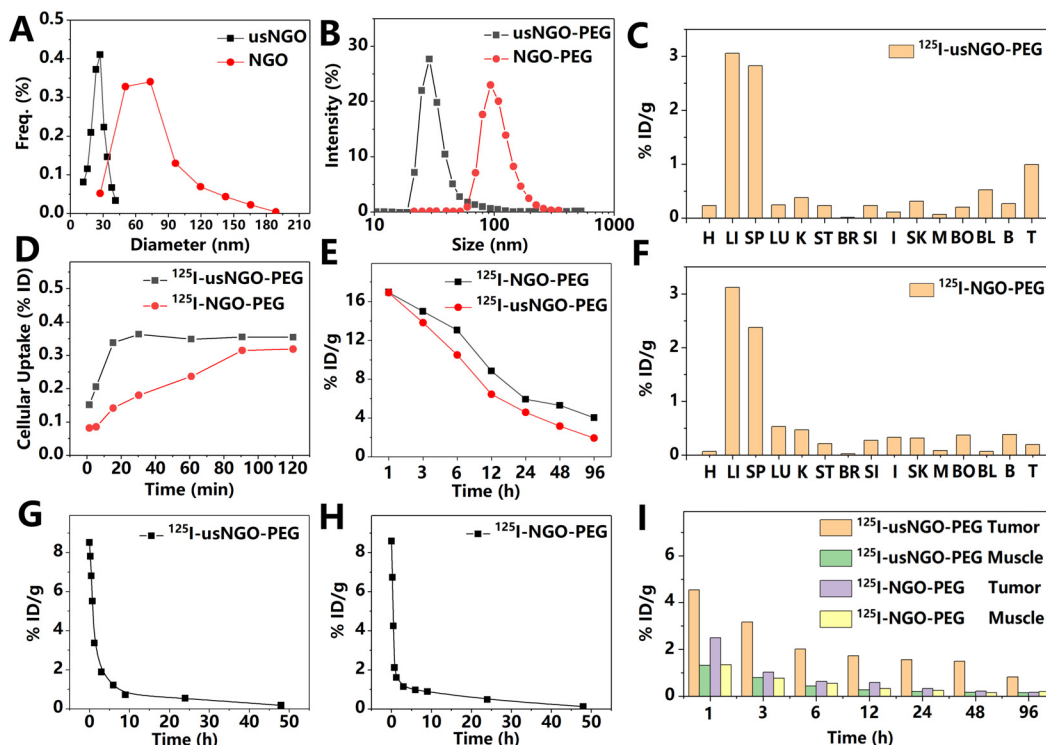 A
usNGO
NGO
0.5
0.4
0.3
0.2
0.1
0.0
Freq. (%)
0 30 60 90 120 150 180 210
Diameter (nm)
B
usNGO-PEG
NGO-PEG
30
20
10
0
Intensity (%)
10 100 1000
Size (nm)
C
¹²⁵I-usNGO-PEG
3
2
1
0
% ID/g
H LI SP LU K ST BR SI I SK M BO BL B T
D
¹²⁵I-usNGO-PEG
¹²⁵I-NGO-PEG
0.5
0.4
0.3
0.2
0.1
0.0
Cellular Uptake (% ID)
0 20 40 60 80 100 120
Time (min)
E
¹²⁵I-NGO-PEG
¹²⁵I-usNGO-PEG
16
12
8
4
0
% ID/g
1 3 6 12 24 48 96
Time (h)
F
¹²⁵I-NGO-PEG
3
2
1
0
% ID/g
H LI SP LU K ST BR SI I SK M BO BL B T
G
¹²⁵I-usNGO-PEG
8
6
4
2
0
% ID/g
0 10 20 30 40 50
Time (h)
H
¹²⁵I-NGO-PEG
8
6
4
2
0
% ID/g
0 10 20 30 40 50
Time (h)
I
¹²⁵I-usNGO-PEG Tumor
¹²⁵I-usNGO-PEG Muscle
¹²⁵I-NGO-PEG Tumor
¹²⁵I-NGO-PEG Muscle
6
4
2
0
% ID/g
1 3 6 12 24 48 96
Time (h)